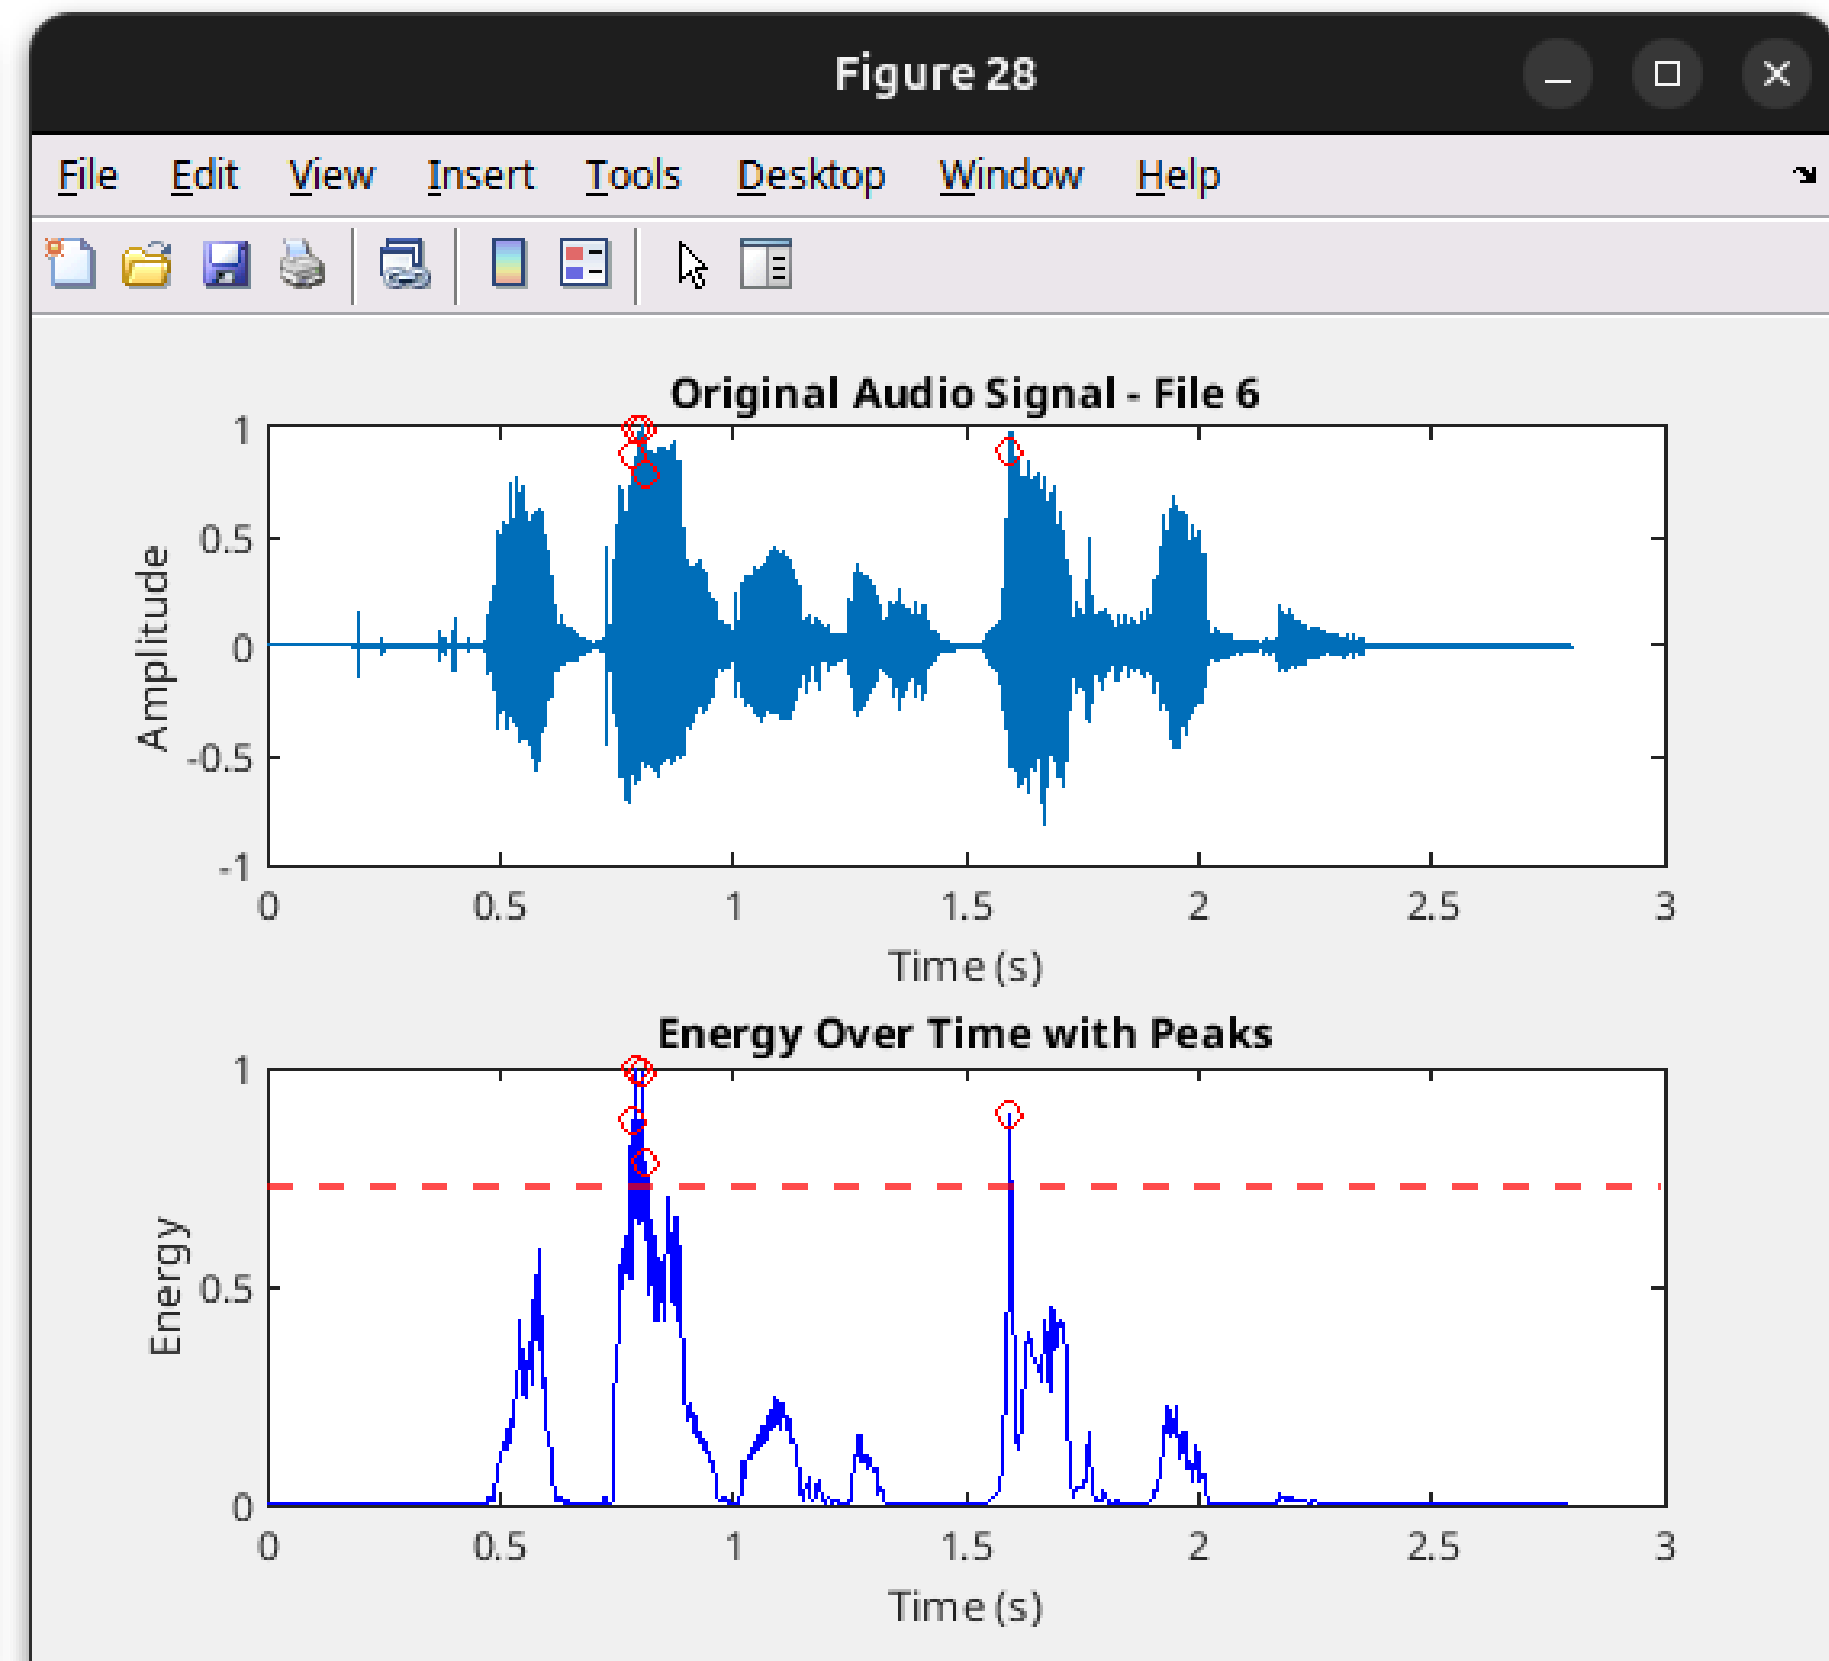 Figure 28
File Edit View Insert Tools Desktop Window Help
Original Audio Signal - File 6
1
0.5
0
-0.5
-1
Amplitude
0 0.5 1 1.5 2 2.5 3
Time (s)
Energy Over Time with Peaks
1
0.5
0
Energy
0 0.5 1 1.5 2 2.5 3
Time (s)